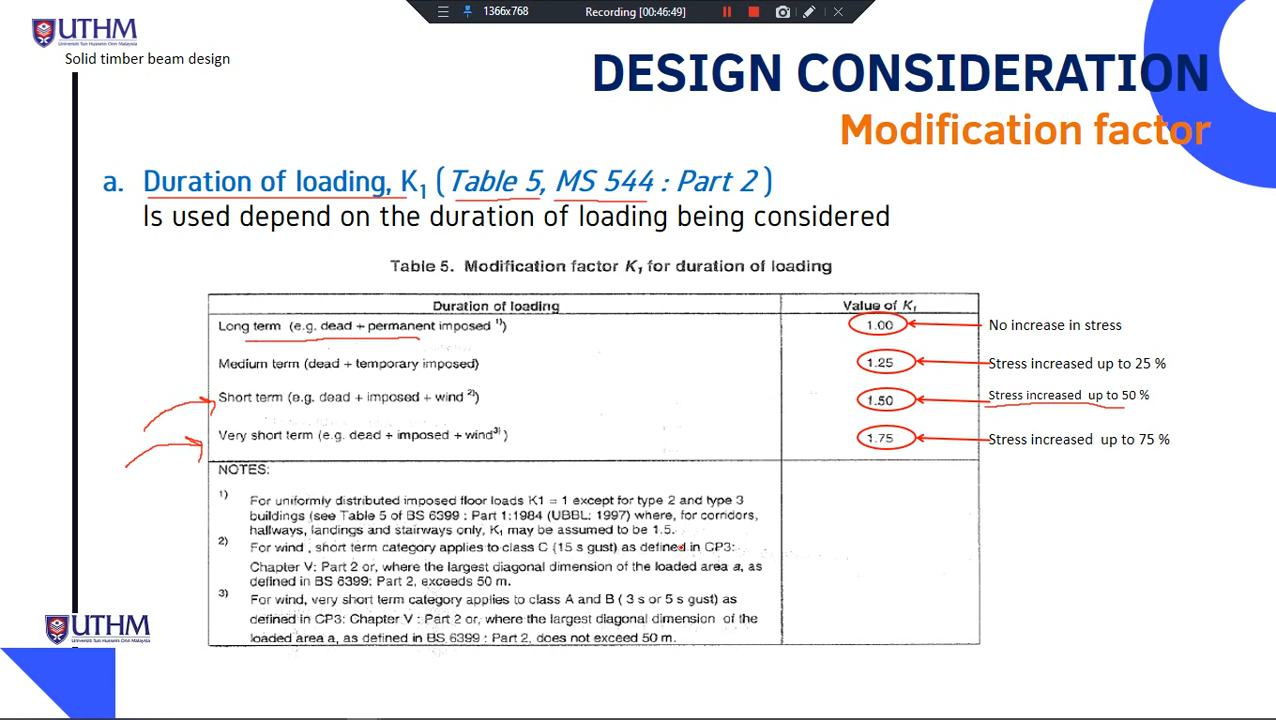 1366x768
Recording [00:46:49]
UTHM
Universiti Tun Hussein Onn Malaysia
Solid timber beam design
DESIGN CONSIDERATION
Modification factor
a. Duration of loading, K1 ( Table 5, MS 544 : Part 2 )
Is used depend on the duration of loading being considered
Table 5. Modification factor K1 for duration of loading
Duration of loading
Value of K1
Long term (e.g. dead + permanent imposed 1))
1.00
No increase in stress
Medium term (dead + temporary imposed)
1.25
Stress increased up to 25 %
Short term (e.g. dead + imposed + wind 2))
1.50
Stress increased up to 50 %
Very short term (e.g. dead + imposed + wind3))
1.75
Stress increased up to 75 %
NOTES:
1) For uniformly distributed imposed floor loads K1 = 1 except for type 2 and type 3
buildings (see Table 5 of BS 6399 : Part 1:1984 (UBBL: 1997) where, for corridors,
hallways, landings and stairways only, K1 may be assumed to be 1.5.
2) For wind , short term category applies to class C (15 s gust) as defined in CP3:
Chapter V: Part 2 or, where the largest diagonal dimension of the loaded area a, as
defined in BS 6399: Part 2, exceeds 50 m.
3) For wind, very short term category applies to class A and B ( 3 s or 5 s gust) as
defined in CP3: Chapter V : Part 2 or, where the largest diagonal dimension of the
loaded area a, as defined in BS 6399 : Part 2, does not exceed 50 m.
UTHM
Universiti Tun Hussein Onn Malaysia